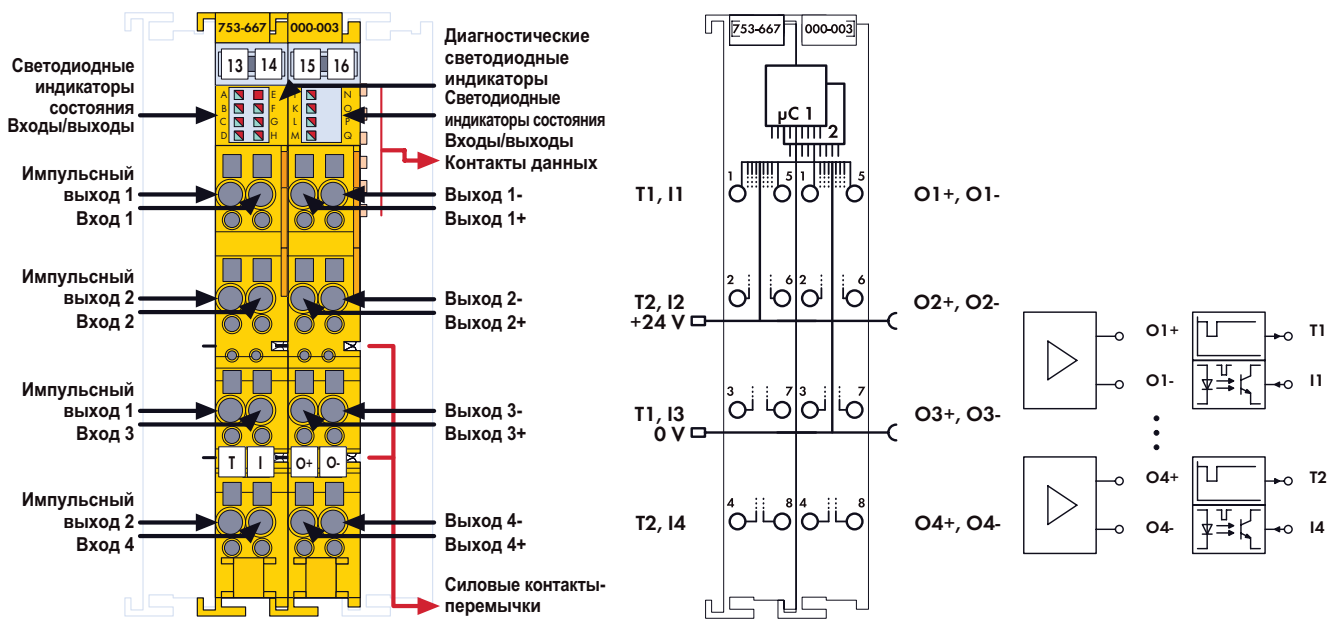 753-667
000-003
13
14
15
16
A
B
C
D
E
F
G
H
I
K
L
M
N
O
P
Q
Светодиодные
индикаторы
состояния
Входы/выходы
Импульсный
выход 1
Вход 1
Импульсный
выход 2
Вход 2
Импульсный
выход 1
Вход 3
Импульсный
выход 2
Вход 4
T
I
O+
O-
Диагностические
светодиодные
индикаторы
Светодиодные
индикаторы состояния
Входы/выходы
Контакты данных
Выход 1-
Выход 1+
Выход 2-
Выход 2+
Выход 3-
Выход 3+
Выход 4-
Выход 4+
Силовые контакты-
перемычки
753-667
000-003
µC 1
2
1
5
1
5
T1, I1
O1+, O1-
2
6
2
6
T2, I2
+24 V
O2+, O2-
3
7
3
7
T1, I3
0 V
O3+, O3-
4
8
4
8
T2, I4
O4+, O4-
O1+
O1-
T1
I1
O4+
O4-
T2
I4